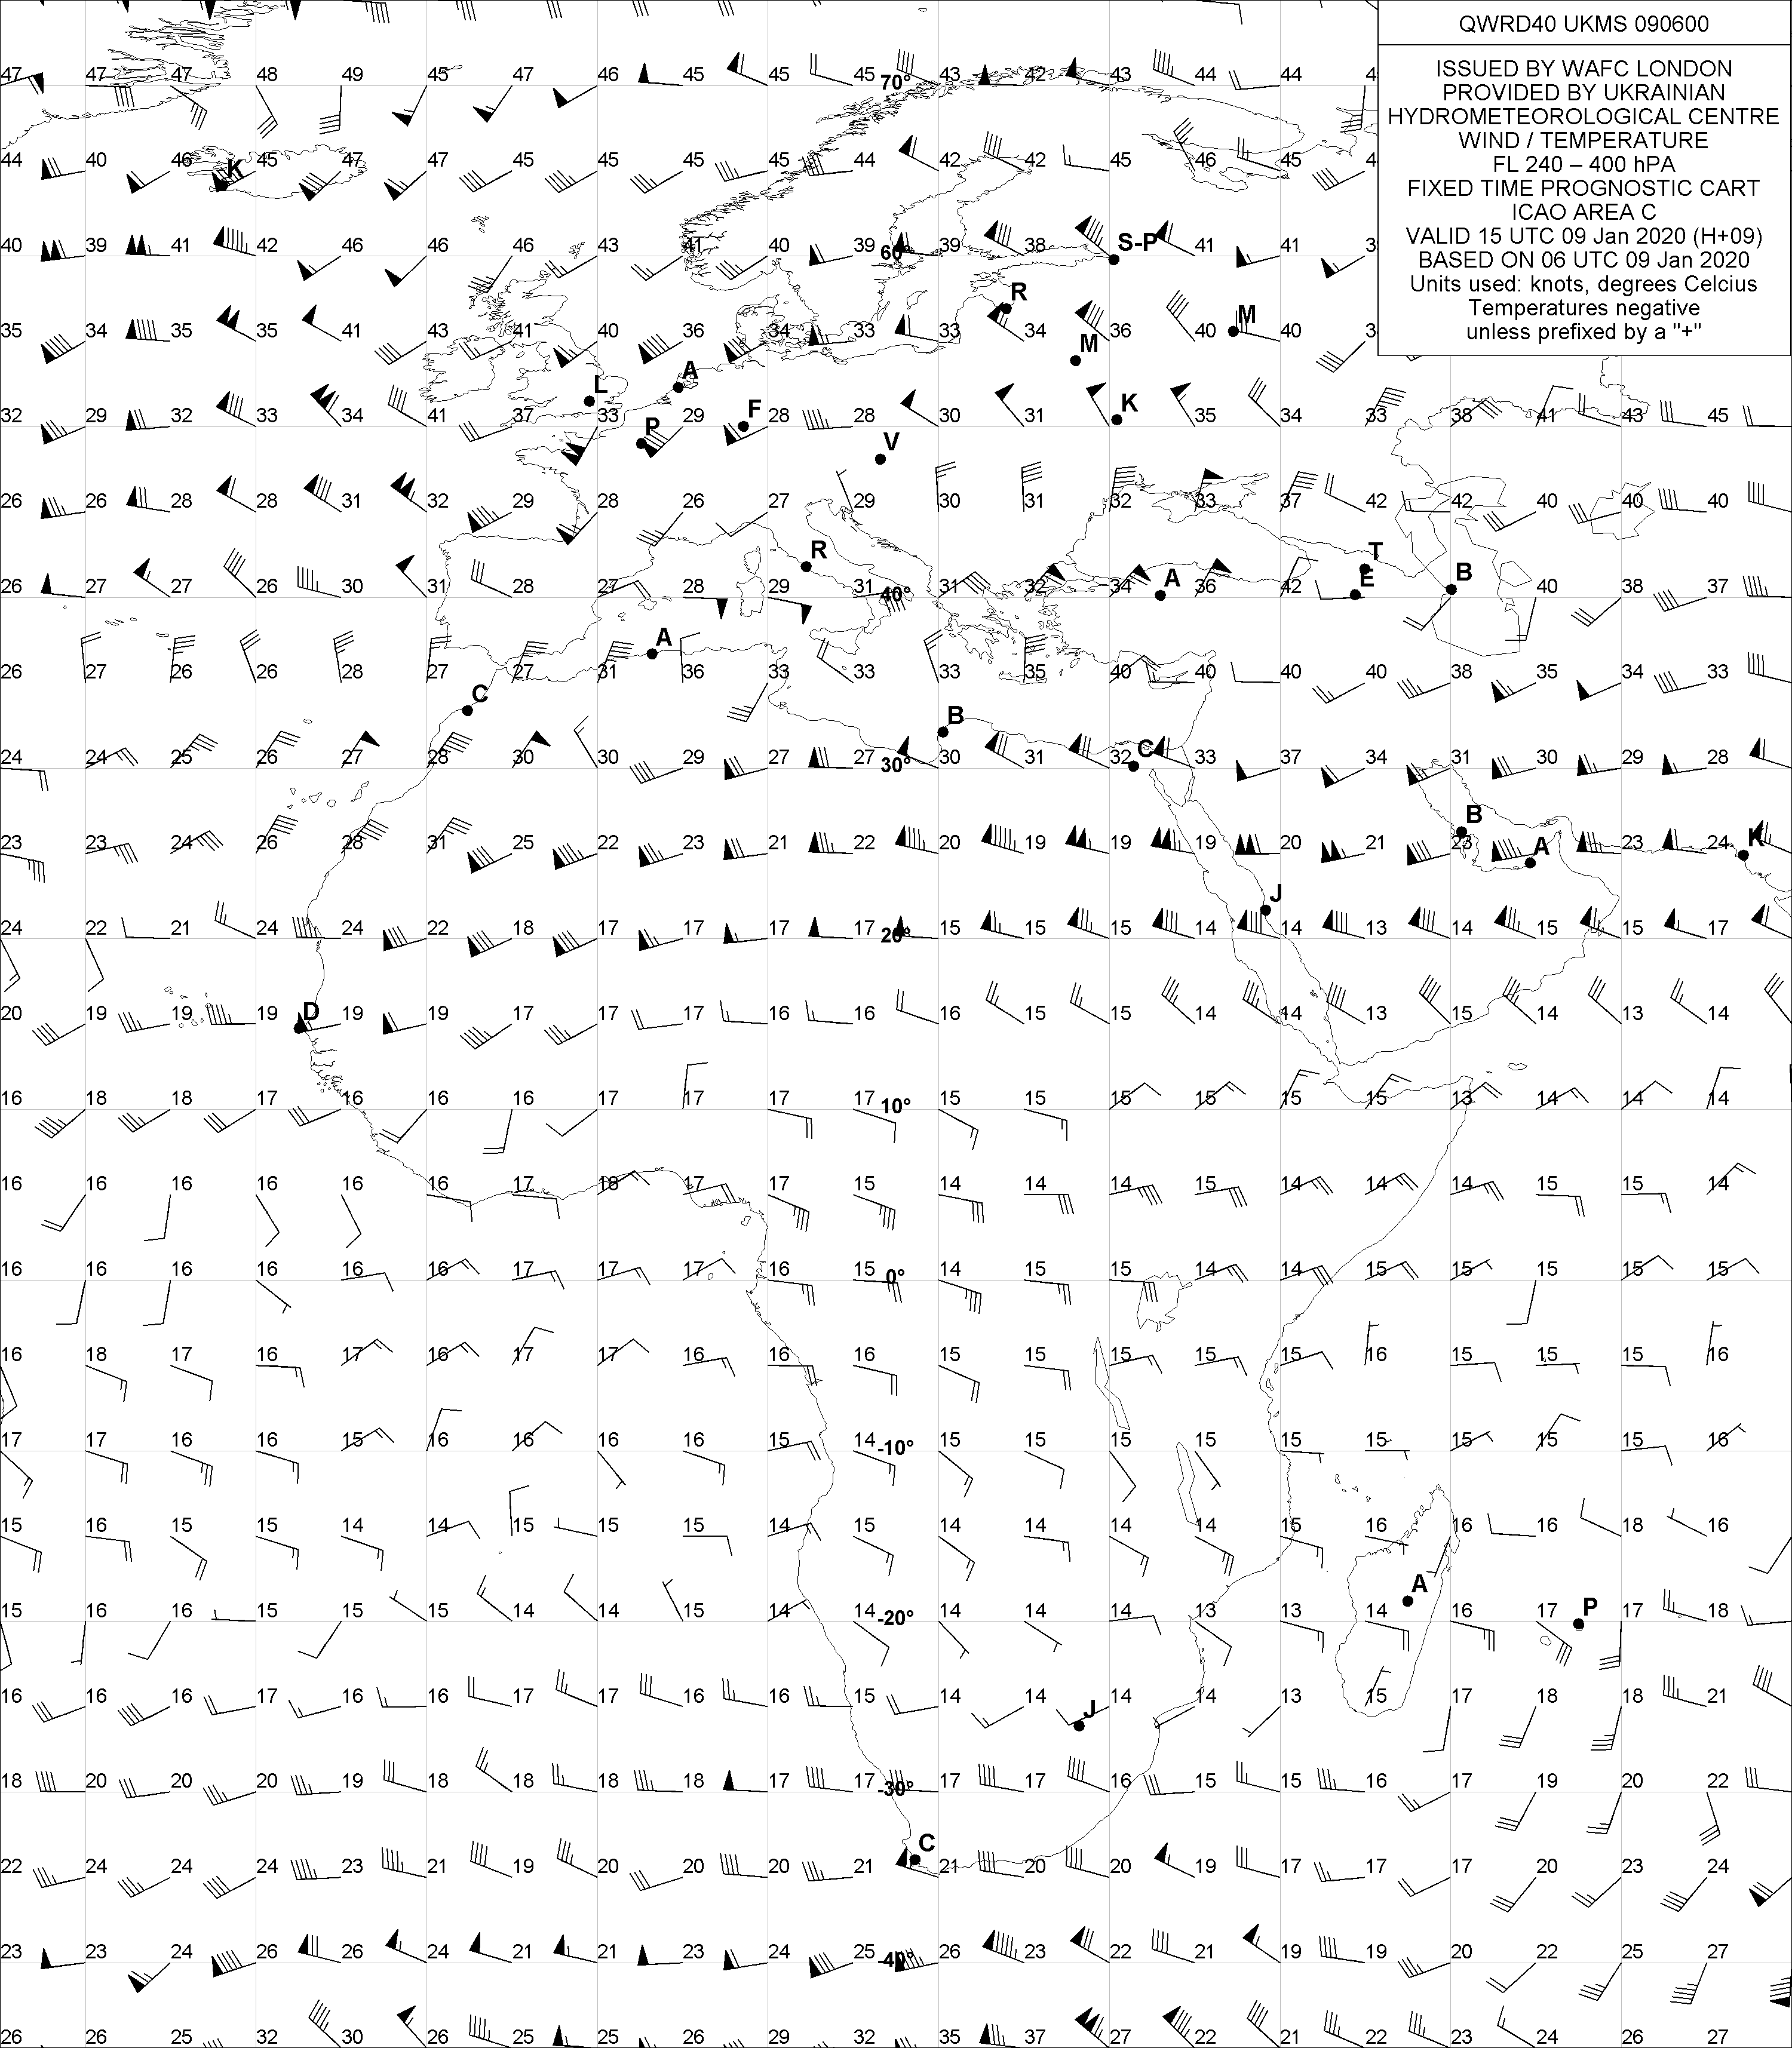 QWRD40 UKMS 090600
ISSUED BY WAFC LONDON
PROVIDED BY UKRAINIAN
HYDROMETEOROLOGICAL CENTRE
WIND / TEMPERATURE
FL 240 – 400 hPA
FIXED TIME PROGNOSTIC CART
ICAO AREA C
VALID 15 UTC 09 Jan 2020 (H+09)
BASED ON 06 UTC 09 Jan 2020
Units used: knots, degrees Celcius
Temperatures negative
unless prefixed by a "+"
47 47 47 48 49 45 47 46 45 45 45 70° 43 42 43 44 44
44 40 46 K 45 47 47 45 45 45 45 44 42 42 45 46 45
40 39 41 42 46 46 46 43 41 40 39 60° 39 38 S-P 41 41
R
35 34 35 35 41 43 41 40 36 34 33 33 34 36 40 M 40
M
A
L
32 29 32 33 34 41 37 33 29 F 28 28 30 31 K 35 34 33 38 41 43 45
P
V
26 26 28 28 31 32 29 28 26 27 29 30 31 32 33 37 42 42 40 40 40
R T
26 27 27 26 30 31 28 27 28 29 31 40° 31 32 34 A 36 42 E B 40 38 37
A
26 27 26 26 28 27 27 31 36 33 33 33 35 40 40 40 40 38 35 34 33
C
B
24 24 25 26 27 28 30 30 29 27 27 30° 30 31 32 C 33 37 34 31 30 29 28
B
23 23 24 26 28 31 25 22 23 21 22 20 19 19 19 20 21 23 A 23 24 K
J
24 22 21 24 24 22 18 17 17 17 17 20° 15 15 15 14 14 13 14 15 15 17
20 19 19 19 D 19 19 17 17 17 16 16 16 15 15 14 14 13 15 14 13 14
16 18 18 17 16 16 16 17 17 17 17 10° 15 15 15 15 15 15 13 14 14 14
16 16 16 16 16 16 17 18 17 17 15 14 14 14 15 14 14 14 15 15 14
16 16 16 16 16 16 17 17 17 16 15 0° 14 15 15 14 14 15 15 15 15 15
16 18 17 16 17 16 17 17 16 16 16 15 15 15 15 15 16 15 15 15 16
17 17 16 16 15 16 16 16 16 15 14 -10° 15 15 15 15 15 15 15 15 15 16
15 16 15 15 14 14 15 15 15 14 15 14 14 14 14 15 16 16 16 18 16
A
15 16 16 15 15 15 14 14 15 14 14 -20° 14 14 14 13 13 14 16 17 P 17 18
16 16 16 17 16 16 17 17 16 16 15 14 14 J 14 14 13 15 17 18 18 21
18 20 20 20 19 18 18 18 18 17 17 -30° 17 17 16 15 15 16 17 19 20 22
C
22 24 24 24 23 21 19 20 20 20 21 21 20 20 19 17 17 17 20 23 24
23 23 24 26 26 24 21 21 23 24 25 -40° 26 23 22 21 19 19 20 22 25 27
26 26 25 32 30 26 25 25 26 29 32 35 37 27 22 21 22 23 24 26 27